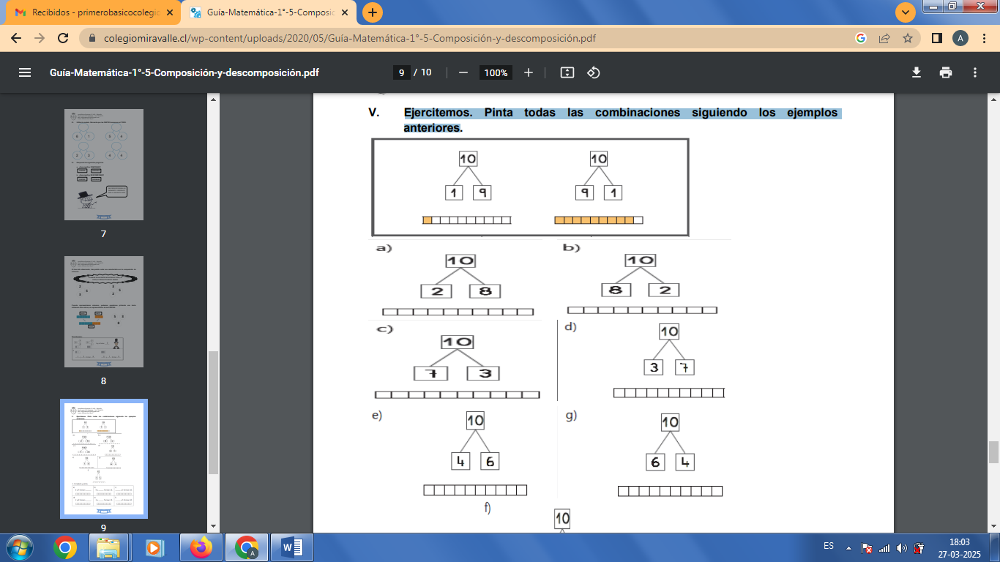 Recibidos - primerobasicocolegio
Guía-Matemática-1°-5-Composic
colegiomiravalle.cl/wp-content/uploads/2020/05/Guía-Matemática-1°-5-Composición-y-descomposición.pdf
A
Guía-Matemática-1°-5-Composición-y-descomposición.pdf
9 / 10
100%
7
8
9
V. Ejercitemos. Pinta todas las combinaciones siguiendo los ejemplos
anteriores.
10 10
1 9 9 1
a) b)
10 10
2 8 8 2
c) d)
10 10
7 3 3 7
e) g)
10 10
4 6 6 4
f)
10
ES
18:03
27-03-2025